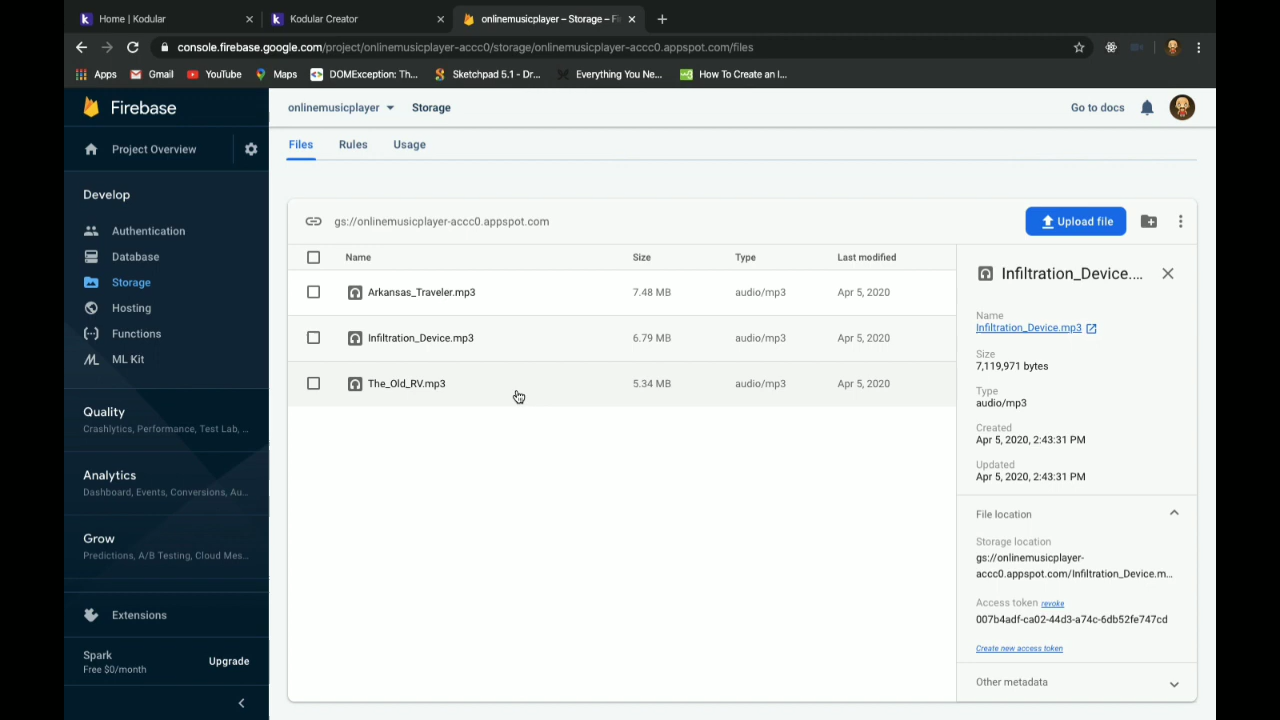 Home | Kodular
Kodular Creator
onlinemusicplayer – Storage – Fi
console.firebase.google.com/project/onlinemusicplayer-accc0/storage/onlinemusicplayer-accc0.appspot.com/files
Apps
Gmail
YouTube
Maps
DOMException: Th...
Sketchpad 5.1 - Dr...
Everything You Ne...
How To Create an I...
Firebase
onlinemusicplayer
Storage
Go to docs
Project Overview
Files
Rules
Usage
Develop
Authentication
Database
Storage
Hosting
Functions
ML Kit
Quality
Crashlytics, Performance, Test Lab, ...
Analytics
Dashboard, Events, Conversions, Au...
Grow
Predictions, A/B Testing, Cloud Mes...
Extensions
Spark
Free $0/month
Upgrade
gs://onlinemusicplayer-accc0.appspot.com
Upload file
Name Size Type Last modified
Arkansas_Traveler.mp3 7.48 MB audio/mp3 Apr 5, 2020
Infiltration_Device.mp3 6.79 MB audio/mp3 Apr 5, 2020
The_Old_RV.mp3 5.34 MB audio/mp3 Apr 5, 2020
Infiltration_Device....
Name
Infiltration_Device.mp3
Size
7,119,971 bytes
Type
audio/mp3
Created
Apr 5, 2020, 2:43:31 PM
Updated
Apr 5, 2020, 2:43:31 PM
File location
Storage location
gs://onlinemusicplayer-
accc0.appspot.com/Infiltration_Device.m...
Access token revoke
007b4adf-ca02-44d3-a74c-6db52fe747cd
Create new access token
Other metadata